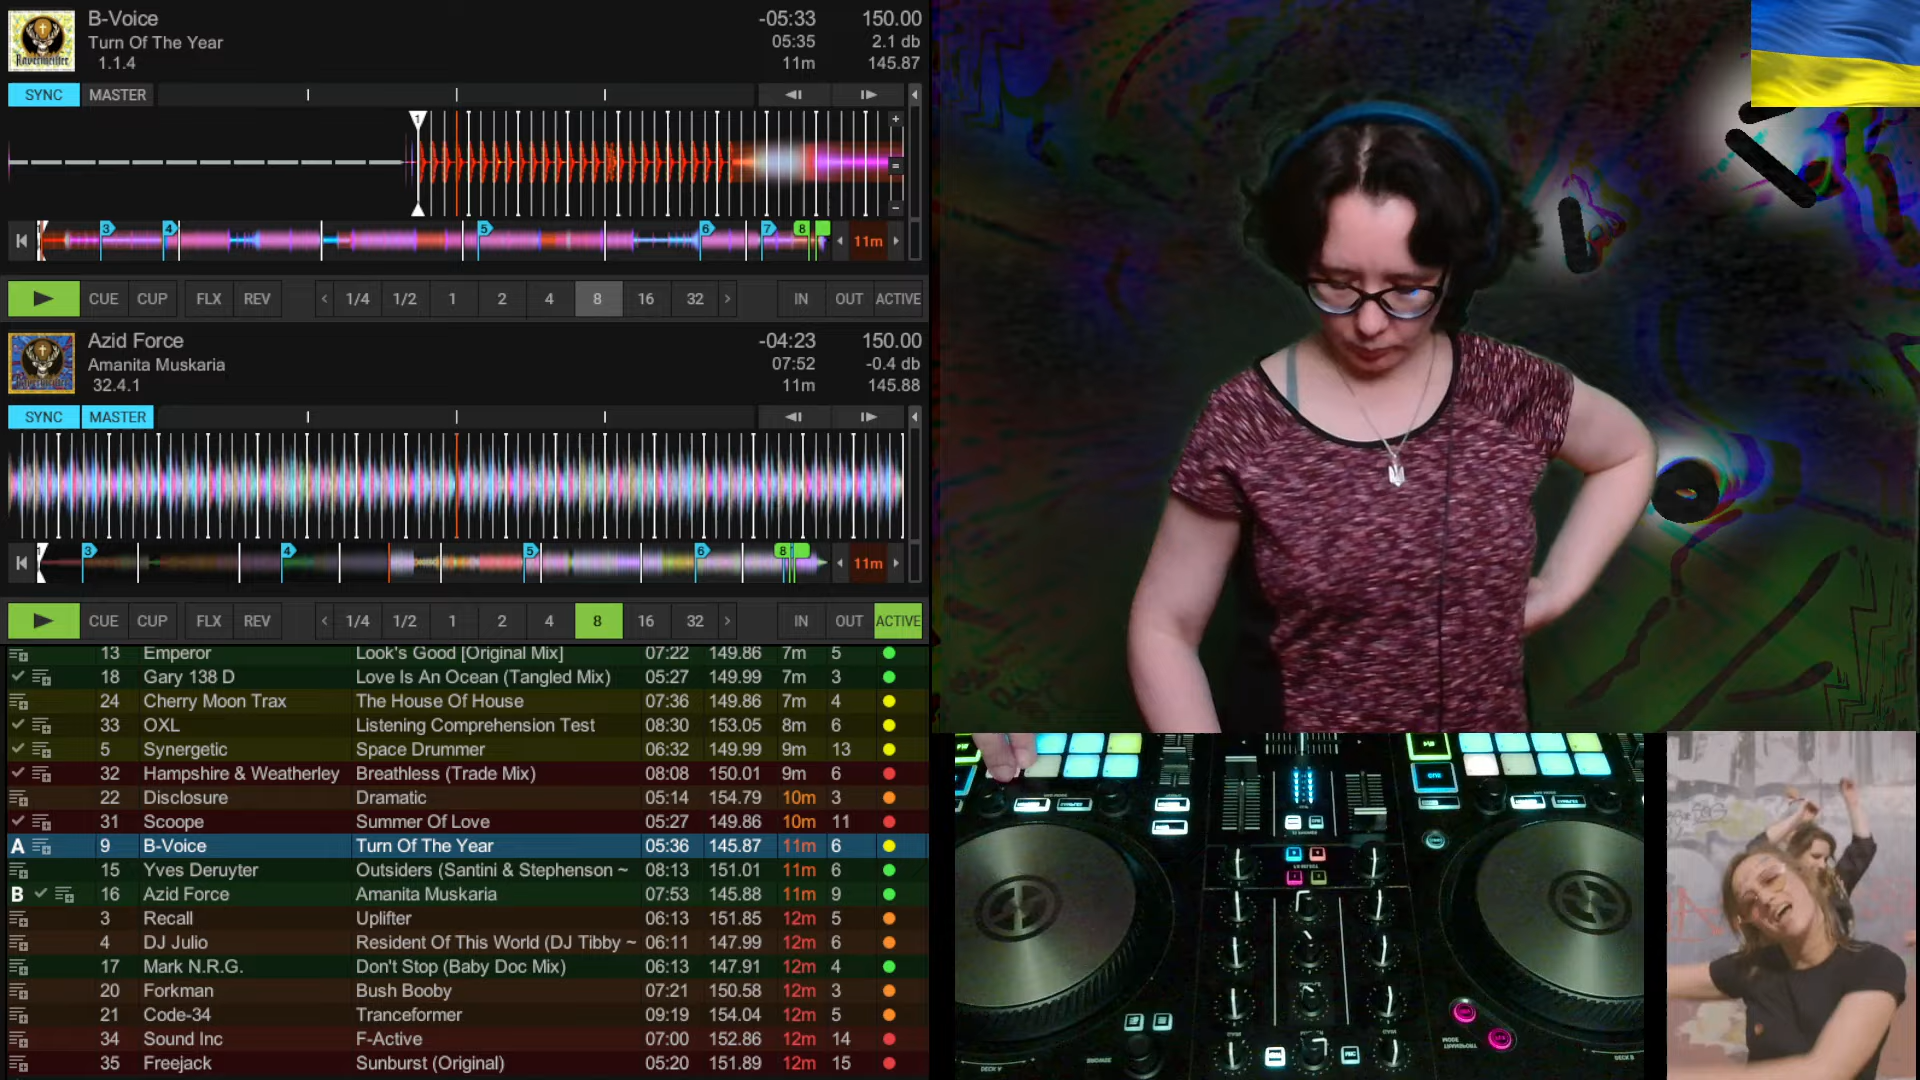 B-Voice
Turn Of The Year
1.1.4
-05:33 150.00
05:35 2.1 db
11m 145.87
SYNC MASTER
1
3 4 5 6 7 8
11m
CUE CUP FLX REV 1/4 1/2 1 2 4 8 16 32 IN OUT ACTIVE
Azid Force
Amanita Muskaria
32.4.1
-04:23 150.00
07:52 -0.4 db
11m 145.88
SYNC MASTER
1 3 4 5 6 8
11m
CUE CUP FLX REV 1/4 1/2 1 2 4 8 16 32 IN OUT ACTIVE
13 Emperor Look's Good [Original Mix] 07:22 149.86 7m 5
18 Gary 138 D Love Is An Ocean (Tangled Mix) 05:27 149.99 7m 3
24 Cherry Moon Trax The House Of House 07:36 149.86 7m 4
33 OXL Listening Comprehension Test 08:30 153.05 8m 6
5 Synergetic Space Drummer 06:32 149.99 9m 13
32 Hampshire & Weatherley Breathless (Trade Mix) 08:08 150.01 9m 6
22 Disclosure Dramatic 05:14 154.79 10m 3
31 Scoope Summer Of Love 05:27 149.86 10m 11
A 9 B-Voice Turn Of The Year 05:36 145.87 11m 6
15 Yves Deruyter Outsiders (Santini & Stephenson ~ 08:13 151.01 11m 6
B 16 Azid Force Amanita Muskaria 07:53 145.88 11m 9
3 Recall Uplifter 06:13 151.85 12m 5
4 DJ Julio Resident Of This World (DJ Tibby ~ 06:11 147.99 12m 6
17 Mark N.R.G. Don't Stop (Baby Doc Mix) 06:13 147.91 12m 4
20 Forkman Bush Booby 07:21 150.58 12m 3
21 Code-34 Tranceformer 09:19 154.04 12m 5
34 Sound Inc F-Active 07:00 152.86 12m 14
35 Freejack Sunburst (Original) 05:20 151.89 12m 15